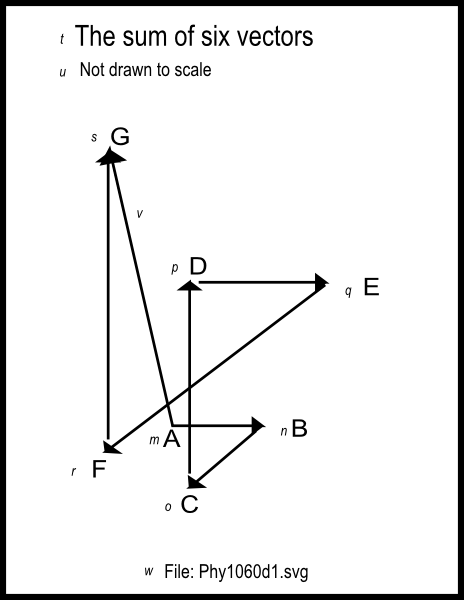 t The sum of six vectors
u Not drawn to scale
s G
v
p D
q E
n B
m A
r F
o C
w File: Phy1060d1.svg